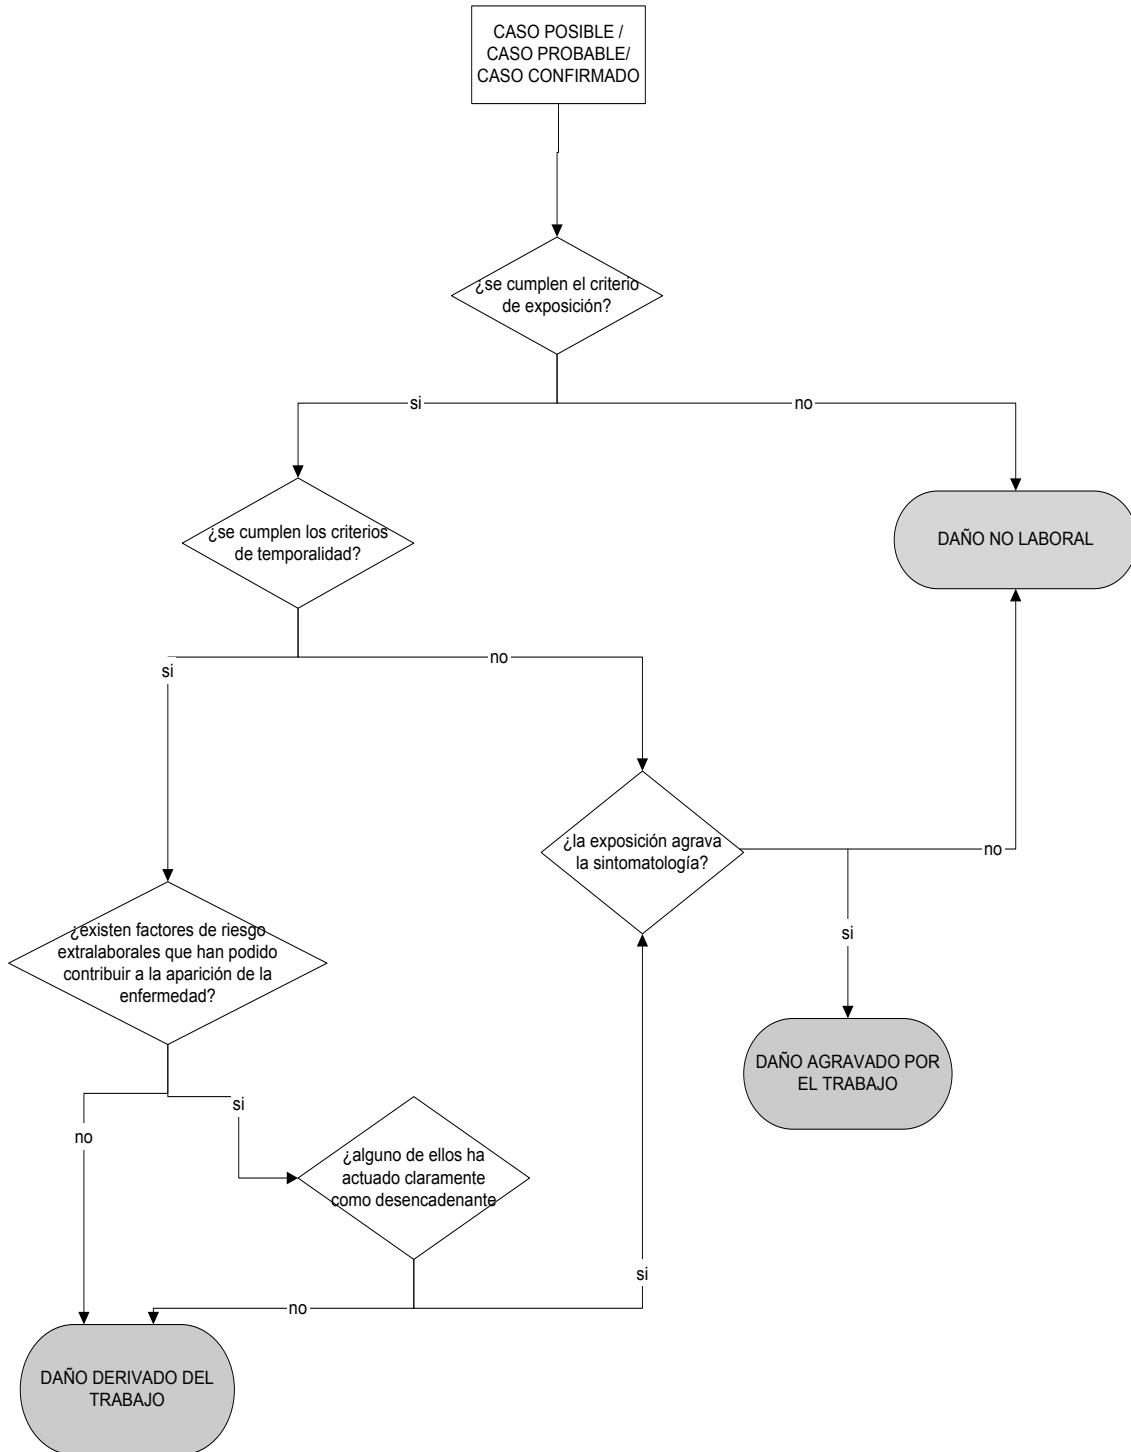 CASO POSIBLE /
CASO PROBABLE/
CASO CONFIRMADO
¿se cumplen el criterio
de exposición?
si
no
¿se cumplen los criterios
de temporalidad?
DAÑO NO LABORAL
si
no
¿la exposición agrava
la sintomatología?
no
si
¿existen factores de riesgo
extralaborales que han podido
contribuir a la aparición de la
enfermedad?
DAÑO AGRAVADO POR
EL TRABAJO
si
no
¿alguno de ellos ha
actuado claramente
como desencadenante
si
no
DAÑO DERIVADO DEL
TRABAJO